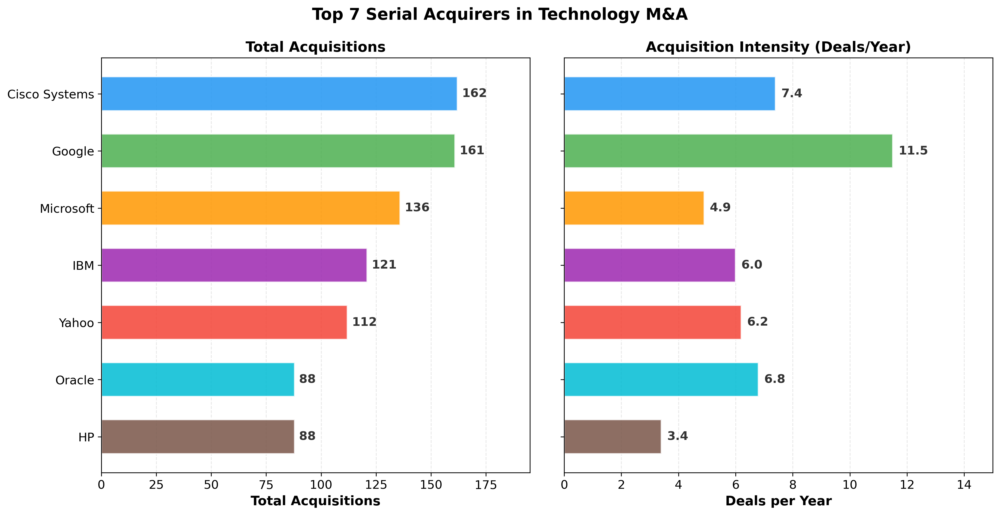 Top 7 Serial Acquirers in Technology M&A
Total Acquisitions
Cisco Systems
162
Google
161
Microsoft
136
IBM
121
Yahoo
112
Oracle
88
HP
88
0 25 50 75 100 125 150 175
Total Acquisitions
Acquisition Intensity (Deals/Year)
7.4
11.5
4.9
6.0
6.2
6.8
3.4
0 2 4 6 8 10 12 14
Deals per Year